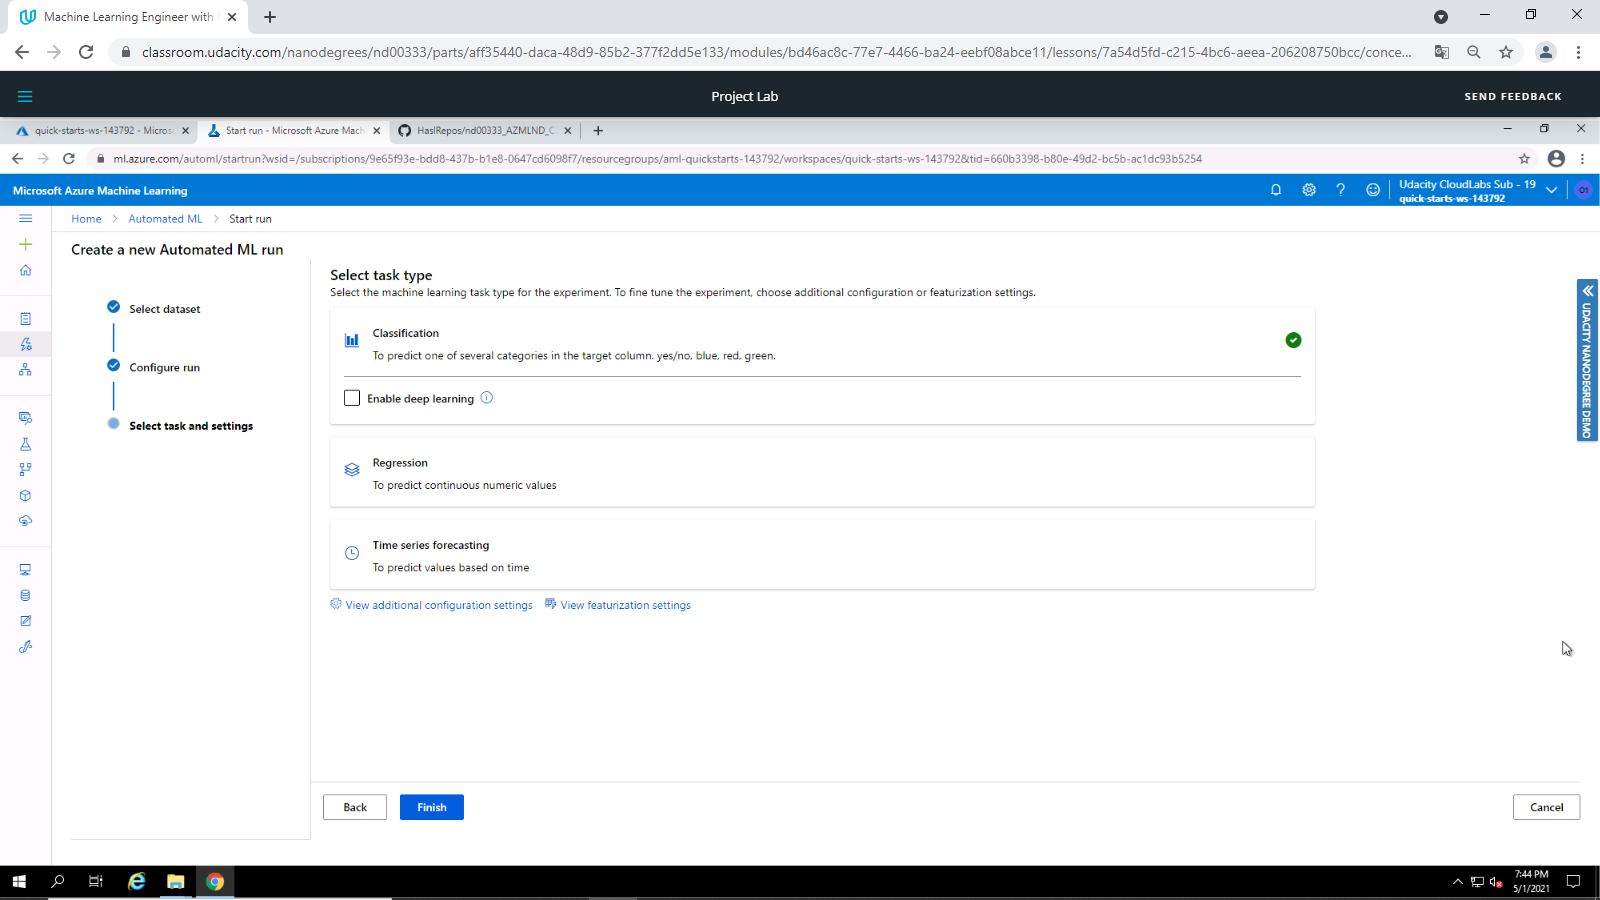 Machine Learning Engineer with
classroom.udacity.com/nanodegrees/nd00333/parts/aff35440-daca-48d9-85b2-377f2dd5e133/modules/bd46ac8c-77e7-4466-ba24-eebf08abce11/lessons/7a54d5fd-c215-4bc6-aeea-206208750bcc/conce...
Project Lab
SEND FEEDBACK
quick-starts-ws-143792 - Micros
Start run - Microsoft Azure Mach
HaslRepos/nd00333_AZMLND_C
ml.azure.com/automl/startrun?wsid=/subscriptions/9e65f93e-bdd8-437b-b1e8-0647cd6098f7/resourcegroups/aml-quickstarts-143792/workspaces/quick-starts-ws-143792&tid=660b3398-b80e-49d2-bc5b-ac1dc93b5254
Microsoft Azure Machine Learning
Udacity CloudLabs Sub - 19
quick-starts-ws-143792
O1
Home > Automated ML > Start run
Create a new Automated ML run
Select dataset
Configure run
Select task and settings
Select task type
Select the machine learning task type for the experiment. To fine tune the experiment, choose additional configuration or featurization settings.
Classification
To predict one of several categories in the target column. yes/no, blue, red, green.
Enable deep learning
Regression
To predict continuous numeric values
Time series forecasting
To predict values based on time
View additional configuration settings
View featurization settings
UDACITY NANODEGREE DEMO
Back
Finish
Cancel
7:44 PM
5/1/2021